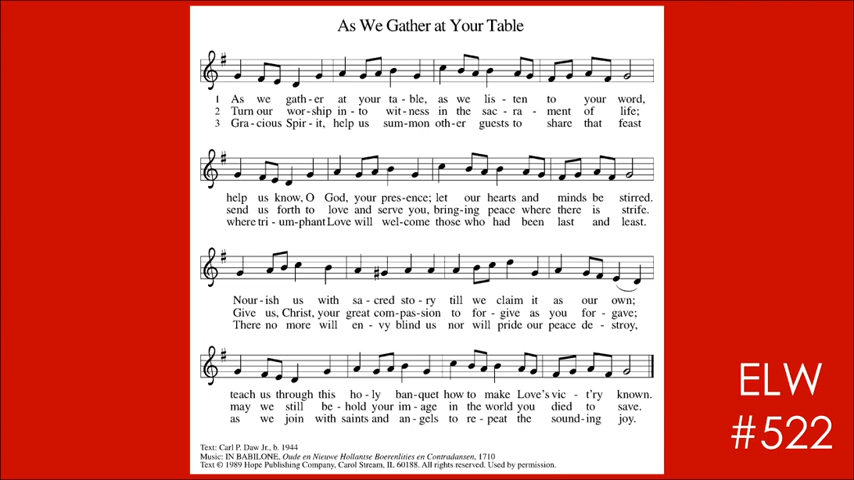 As We Gather at Your Table
1 As we gath - er at your ta - ble, as we lis - ten to your word,
2 Turn our wor - ship in - to wit - ness in the sac - ra - ment of life;
3 Gra - cious Spir - it, help us sum - mon oth - er guests to share that feast
help us know, O God, your pres - ence; let our hearts and minds be stirred.
send us forth to love and serve you, bring - ing peace where there is strife.
where tri - um - phant Love will wel - come those who had been last and least.
Nour - ish us with sa - cred sto - ry till we claim it as our own;
Give us, Christ, your great com - pas - sion to for - give as you for - gave;
There no more will en - vy blind us nor will pride our peace de - stroy,
teach us through this ho - ly ban - quet how to make Love's vic - t'ry known.
may we still be - hold your im - age in the world you died to save.
as we join with saints and an - gels to re - peat the sound - ing joy.
ELW
#522
Text: Carl P. Daw Jr., b. 1944
Music: IN BABILONE, Oude en Nieuwe Hollantse Boerenlities en Contradansen, 1710
Text © 1989 Hope Publishing Company, Carol Stream, IL 60188. All rights reserved. Used by permission.